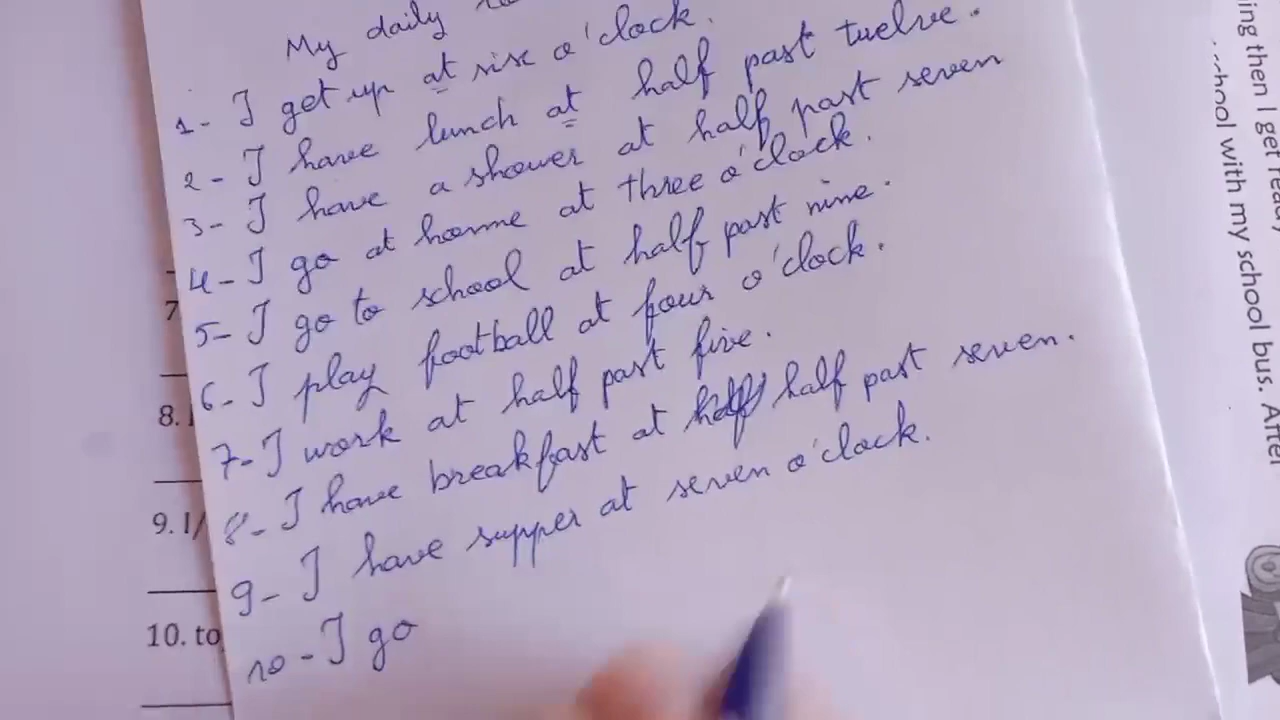 My daily
1- I get up at six o'clock.
2- I have lunch at half past twelve.
3- I have a shower at half past seven
4- I go at home at three o'clock.
5- I go to school at half past nine.
6- I play football at four o'clock.
7- I work at half past five.
8- I have breakfast at half half past seven.
9- I have supper at seven o'clock.
10- I go
7
8.
9. I/
10. to
ing then I get ready
hool with my school bus. After